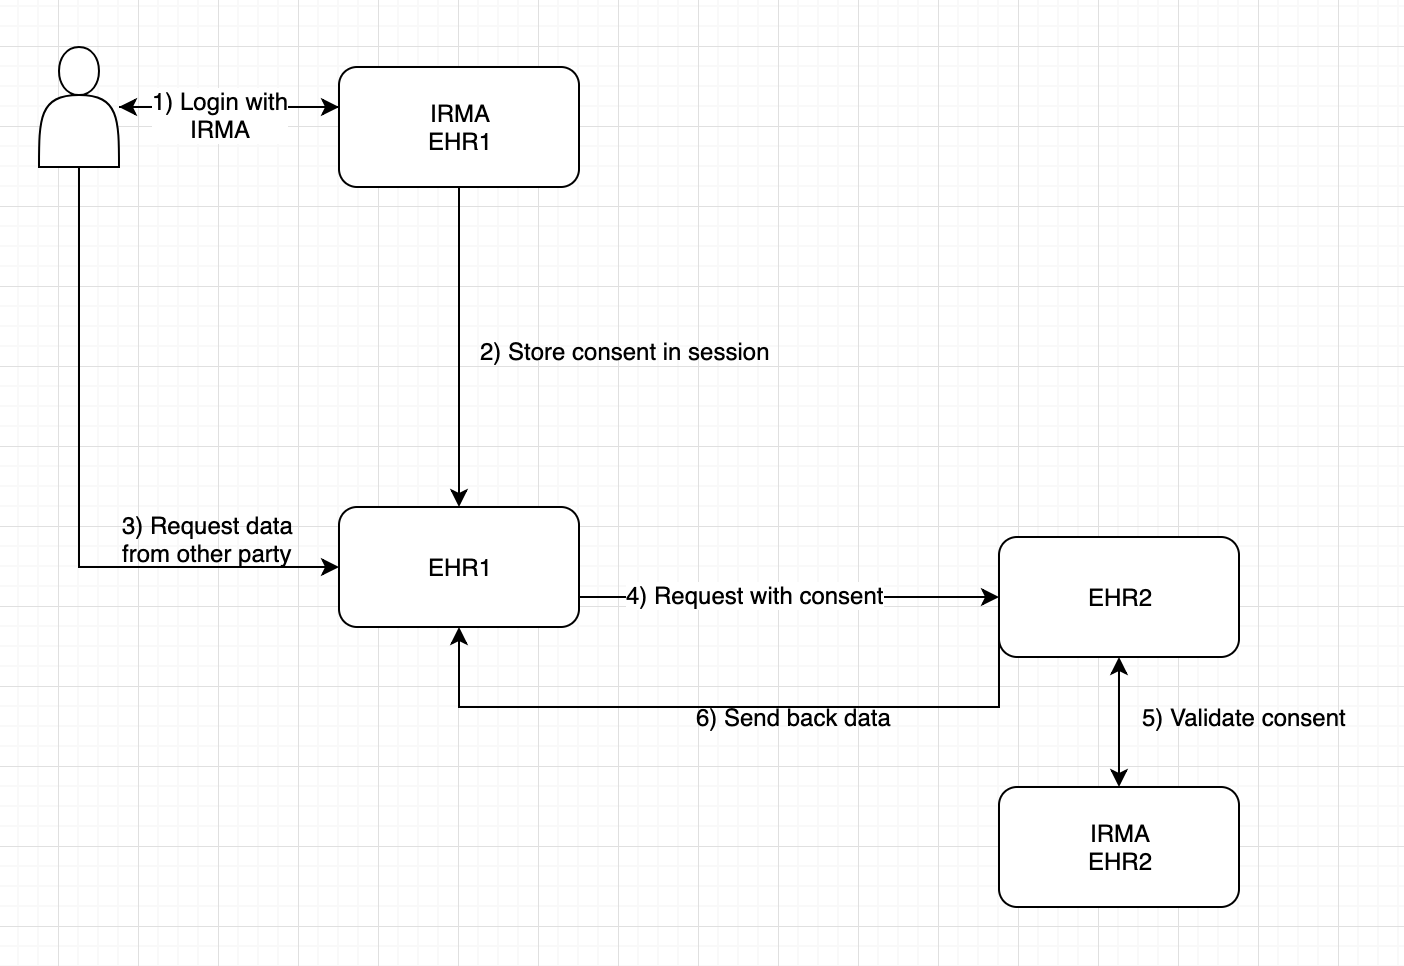 1) Login with
IRMA
IRMA
EHR1
2) Store consent in session
3) Request data
from other party
EHR1
4) Request with consent
EHR2
6) Send back data
5) Validate consent
IRMA
EHR2